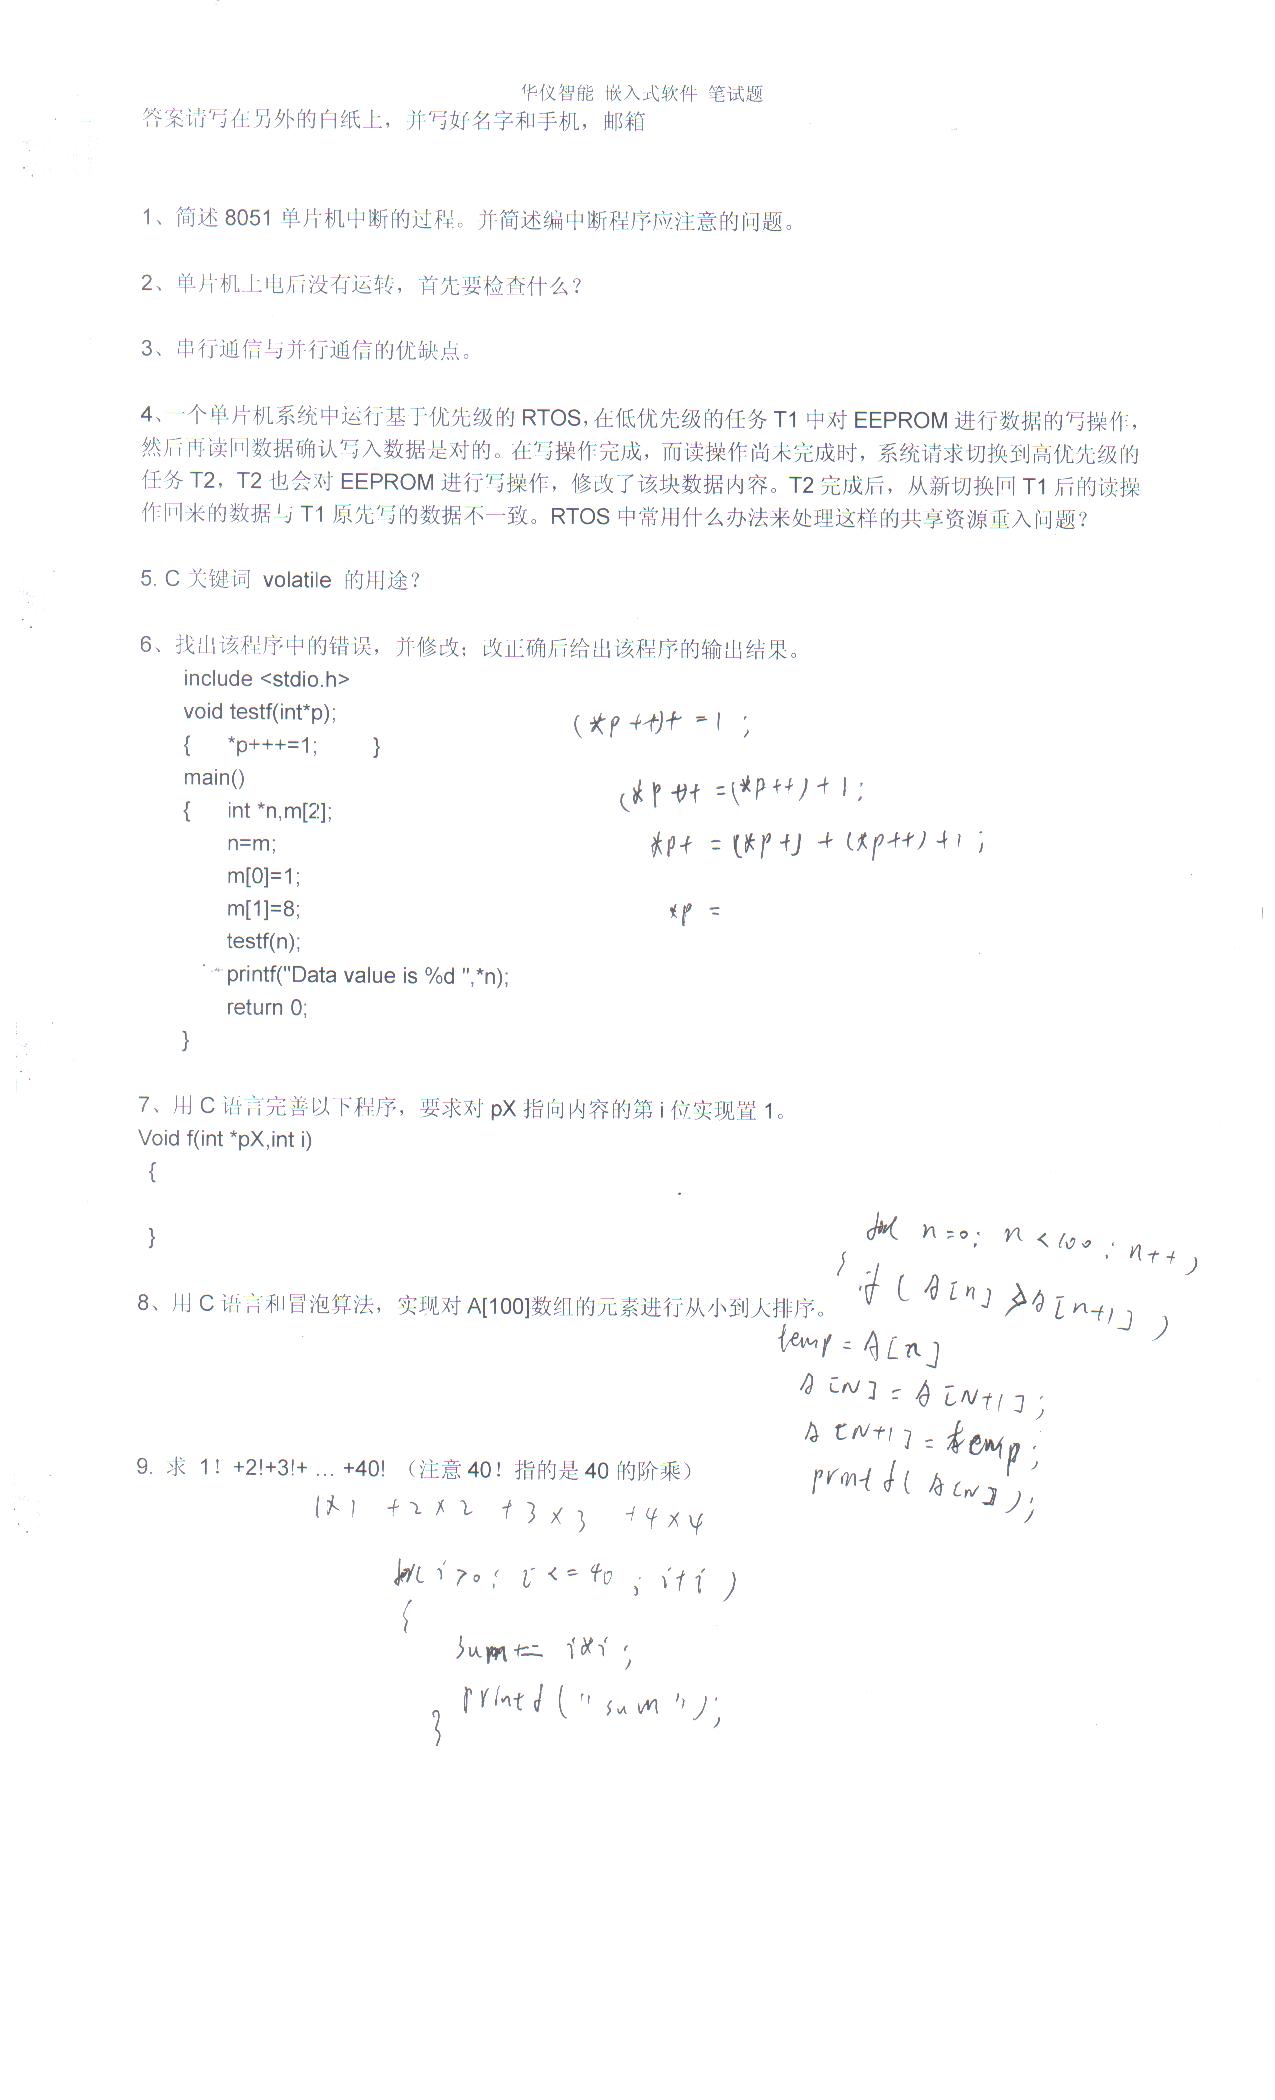 华仪智能 嵌入式软件 笔试题
答案请写在另外的白纸上，并写好名字和手机，邮箱
1、简述 8051 单片机中断的过程。并简述编中断程序应注意的问题。
2、单片机上电后没有运转，首先要检查什么？
3、串行通信与并行通信的优缺点。
4、一个单片机系统中运行基于优先级的 RTOS，在低优先级的任务 T1 中对 EEPROM 进行数据的写操作，
然后再读回数据确认写入数据是对的。在写操作完成，而读操作尚未完成时，系统请求切换到高优先级的
任务 T2，T2 也会对 EEPROM 进行写操作，修改了该块数据内容。T2 完成后，从新切换回 T1 后的读操
作回来的数据与 T1 原先写的数据不一致。RTOS 中常用什么办法来处理这样的共享资源重入问题？
5. C 关键词 volatile 的用途？
6、找出该程序中的错误，并修改；改正确后给出该程序的输出结果。
include <stdio.h>
void testf(int*p);
{ *p+++=1; }
main()
{ int *n,m[2];
n=m;
m[0]=1;
m[1]=8;
testf(n);
printf("Data value is %d ",*n);
return 0;
}
(*p++)+ =1 ;
(*p++)+ =(*p++)+1;
*p+ = (*p+) + (*p++)+1 ;
*p =
7、用 C 语言完善以下程序，要求对 pX 指向内容的第 i 位实现置 1。
Void f(int *pX,int i)
{
}
for n=0; n<100; n++)
{ if ( A[n] > A[n+1] )
8、用 C 语言和冒泡算法，实现对 A[100]数组的元素进行从小到大排序。
temp = A[n]
A[N] = A[N+1];
A[N+1] = temp;
printf( A[N] );
9. 求 1！+2!+3!+ ... +40! （注意 40！指的是 40 的阶乘）
1×1 +2×2 +3×3 +4×4
for i>0; i<=40; i+i )
{
sum+= i*i;
printf("sum");
}